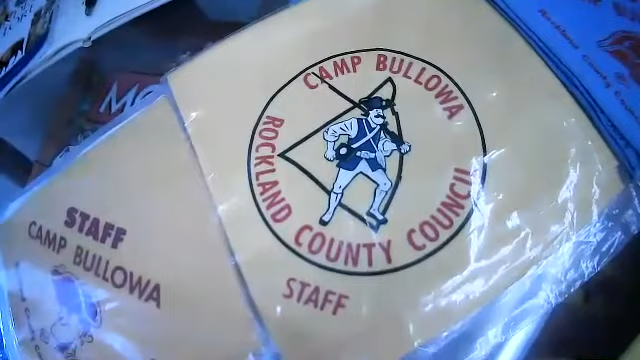 CAMP BULLOWA
ROCKLAND COUNTY COUNCIL
STAFF
STAFF
CAMP BULLOWA